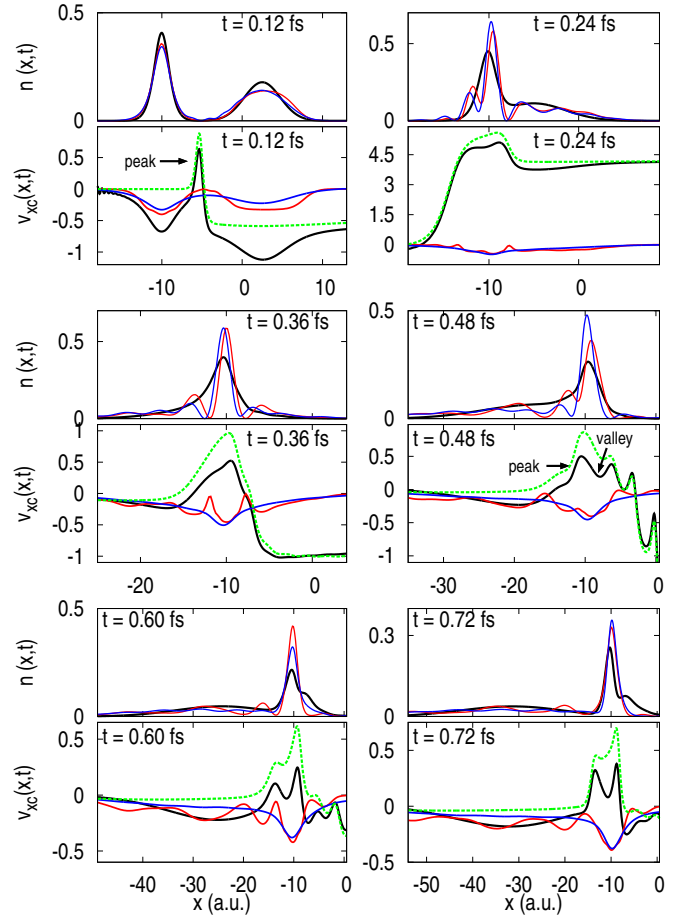 t = 0.12 fs
n (x,t)
0.5
0
t = 0.12 fs
peak
v_xc(x,t)
0.5
0
-0.5
-1
-10 0 10
t = 0.24 fs
0.5
0
t = 0.24 fs
4.5
3
1.5
0
-10 0
t = 0.36 fs
n (x,t)
0.5
0
t = 0.36 fs
v_xc(x,t)
1
0.5
0
-0.5
-1
-20 -10 0
t = 0.48 fs
0.5
0
t = 0.48 fs
valley
peak
1
0.5
0
-0.5
-1
-30 -20 -10 0
t = 0.60 fs
n (x,t)
0.5
0
t = 0.60 fs
v_xc(x,t)
0.5
0
-0.5
-40 -30 -20 -10 0
x (a.u.)
t = 0.72 fs
0.3
0
t = 0.72 fs
0.5
0
-0.5
-50 -40 -30 -20 -10 0
x (a.u.)